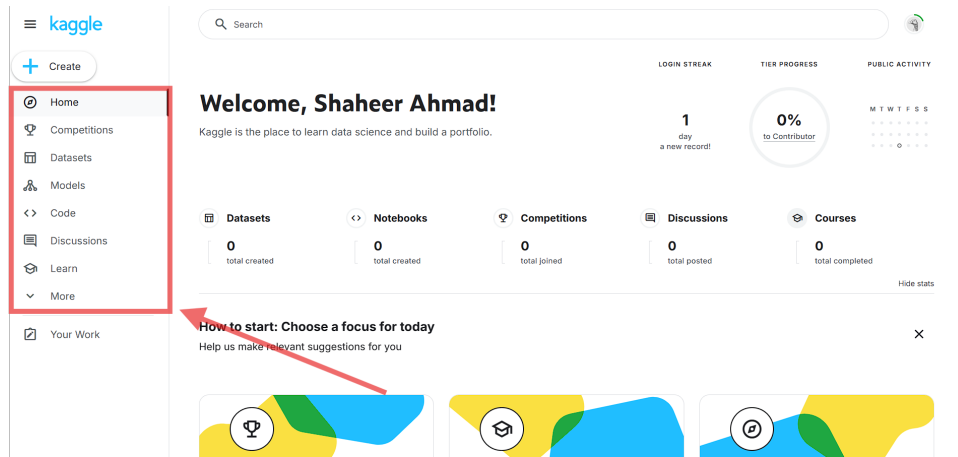 kaggle
Search
Create
Home
Competitions
Datasets
Models
Code
Discussions
Learn
More
Your Work
LOGIN STREAK TIER PROGRESS PUBLIC ACTIVITY
Welcome, Shaheer Ahmad!
Kaggle is the place to learn data science and build a portfolio.
1
day
a new record!
0%
to Contributor
M T W T F S S
Datasets Notebooks Competitions Discussions Courses
0 0 0 0 0
total created total created total joined total posted total completed
Hide stats
How to start: Choose a focus for today
Help us make relevant suggestions for you